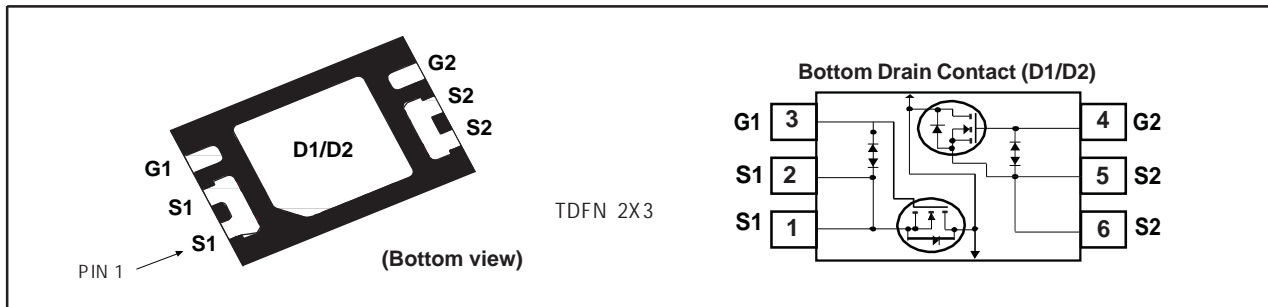 G2
S2
S2
D1/D2
G1
S1
S1
PIN 1
(Bottom view)
TDFN 2X3
Bottom Drain Contact (D1/D2)
G1 3 4 G2
S1 2 5 S2
S1 1 6 S2